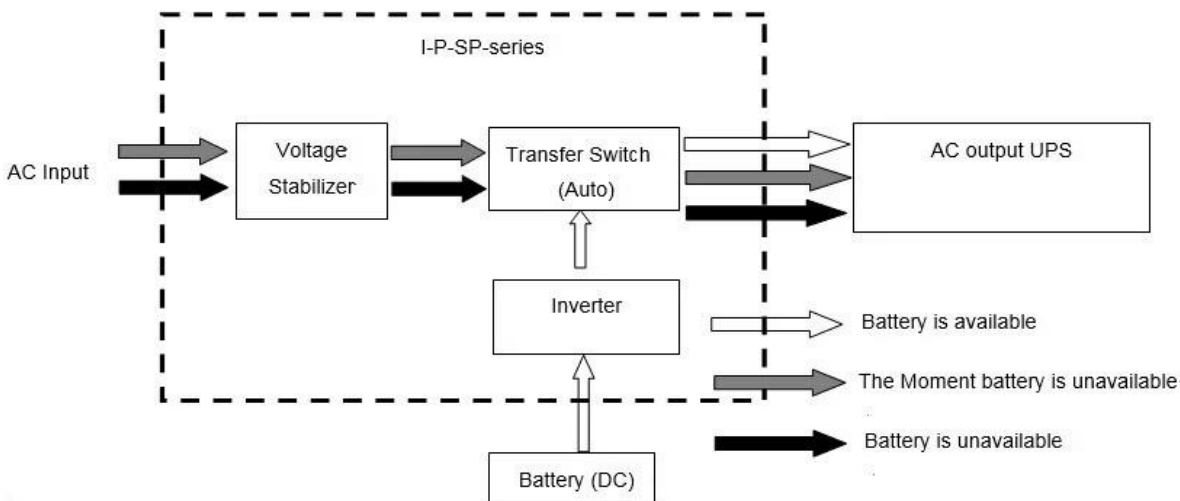 I-P-SP-series
AC Input
Voltage
Stabilizer
Transfer Switch
(Auto)
AC output UPS
Inverter
Battery (DC)
Battery is available
The Moment battery is unavailable
Battery is unavailable